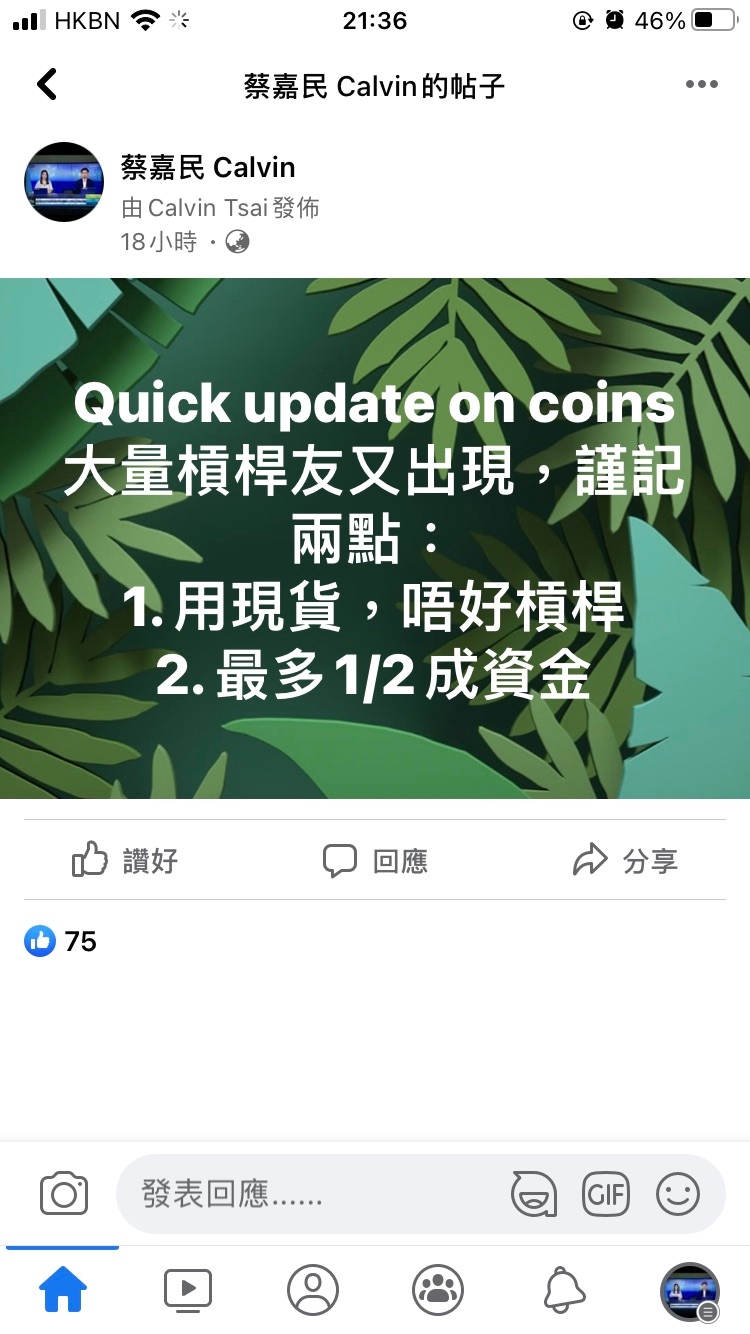 HKBN
21:36
46%
蔡嘉民 Calvin的帖子
蔡嘉民 Calvin
由 Calvin Tsai 發佈
18 小時 ·
Quick update on coins
大量槓桿友又出現，謹記
兩點：
1. 用現貨，唔好槓桿
2. 最多 1/2 成資金
讚好
回應
分享
75
發表回應......
GIF